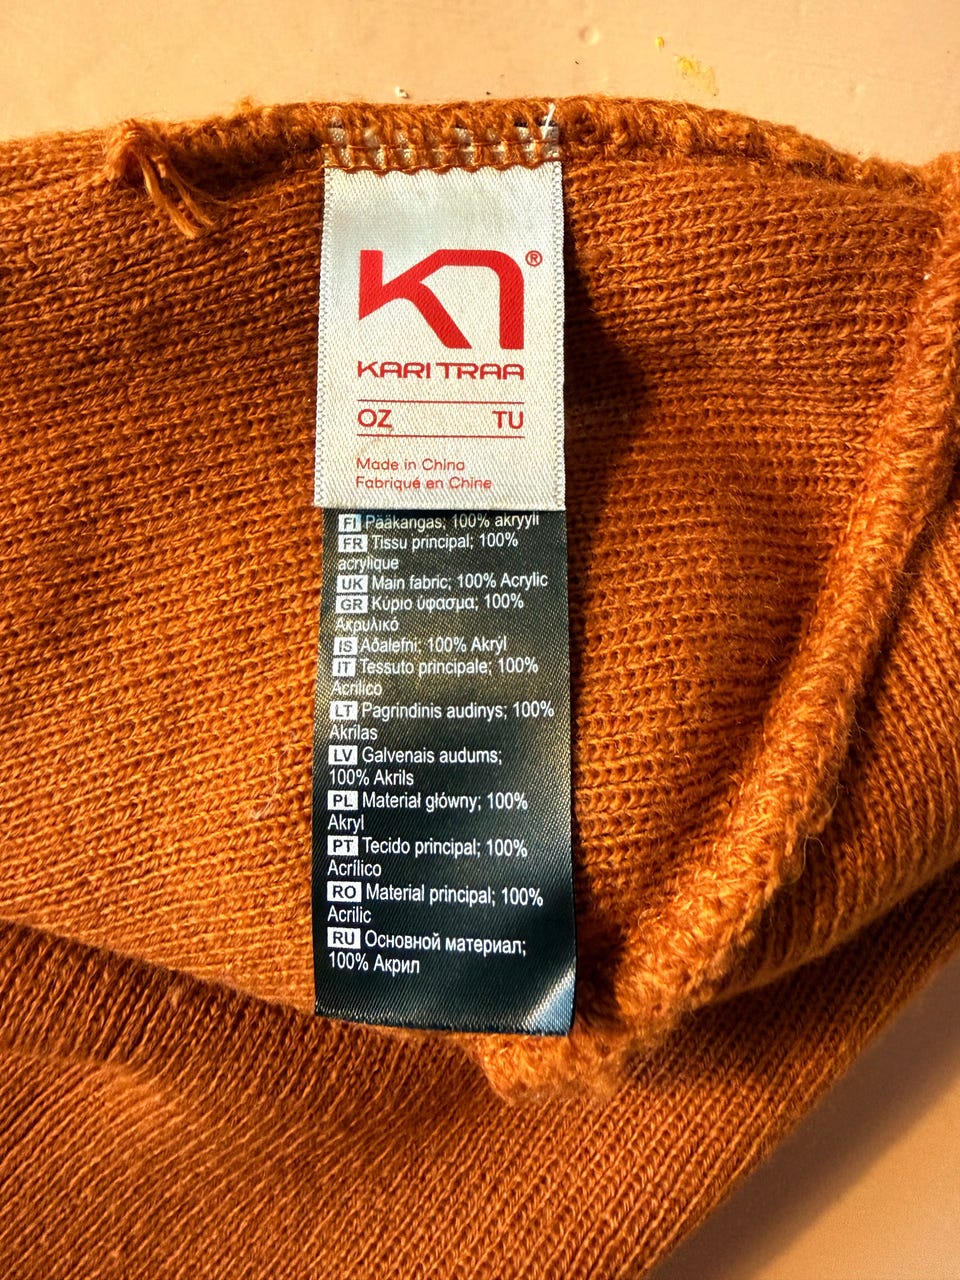 KARI TRAA
®
OZ TU
Made in China
Fabriqué en Chine
FI Pääkangas; 100% akryyli
FR Tissu principal; 100%
acrylique
UK Main fabric; 100% Acrylic
GR Κύριο ύφασμα; 100%
Ακρυλικό
IS Aðalefni; 100% Akrýl
IT Tessuto principale; 100%
Acrilico
LT Pagrindinis audinys; 100%
Akrilas
LV Galvenais audums;
100% Akrils
PL Materiał główny; 100%
Akryl
PT Tecido principal; 100%
Acrílico
RO Material principal; 100%
Acrilic
RU Основной материал;
100% Акрил